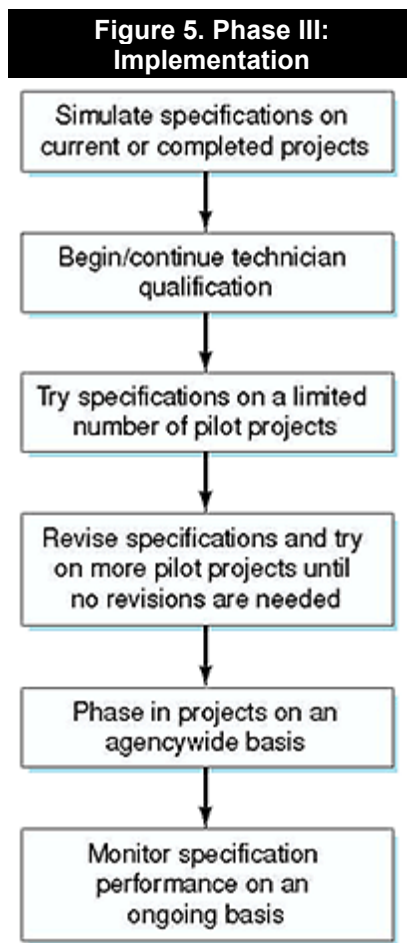 Figure 5. Phase III:
Implementation
Simulate specifications on
current or completed projects
Begin/continue technician
qualification
Try specifications on a limited
number of pilot projects
Revise specifications and try
on more pilot projects until
no revisions are needed
Phase in projects on an
agencywide basis
Monitor specification
performance on an
ongoing basis